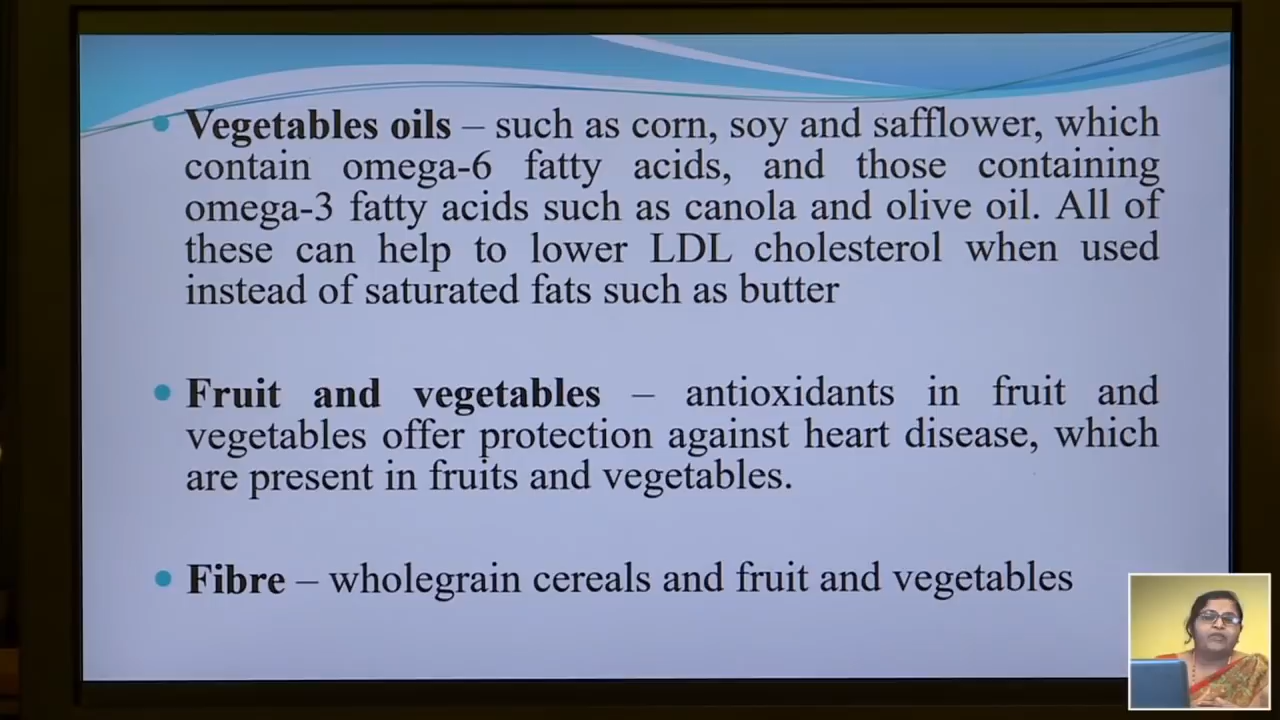 • Vegetables oils – such as corn, soy and safflower, which
contain omega-6 fatty acids, and those containing
omega-3 fatty acids such as canola and olive oil. All of
these can help to lower LDL cholesterol when used
instead of saturated fats such as butter
• Fruit and vegetables – antioxidants in fruit and
vegetables offer protection against heart disease, which
are present in fruits and vegetables.
• Fibre – wholegrain cereals and fruit and vegetables